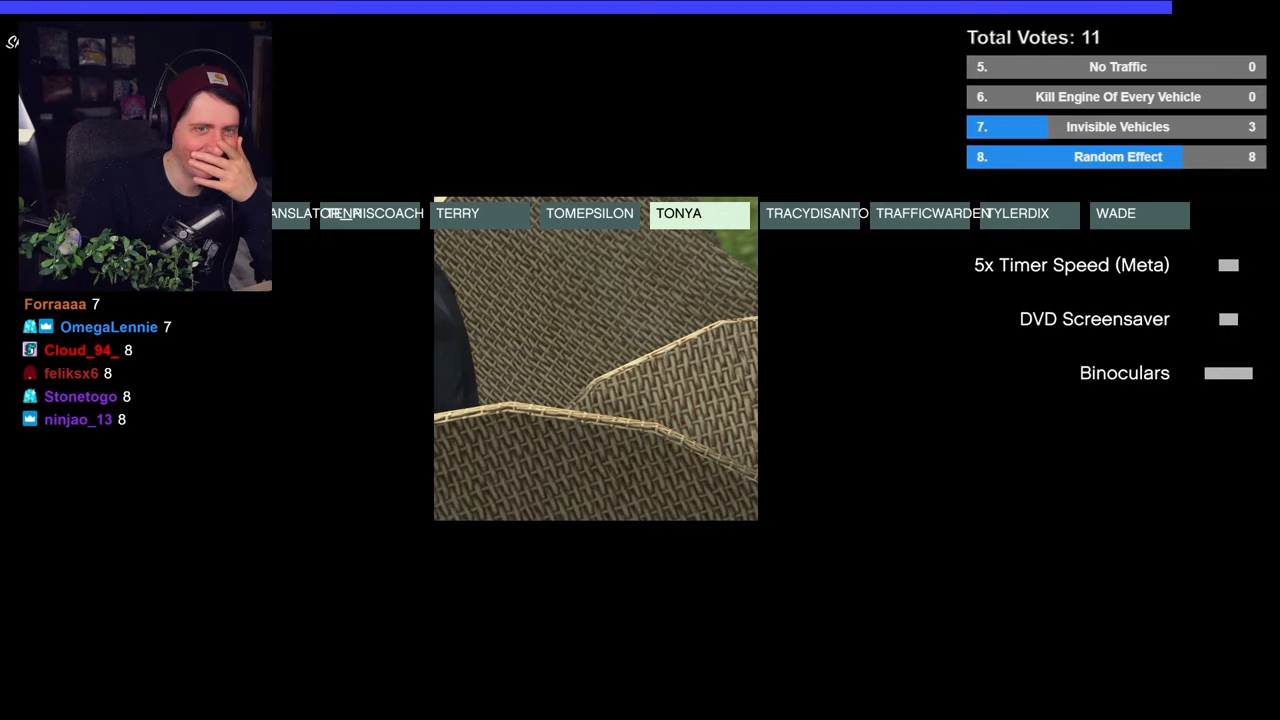 Total Votes: 11
5. No Traffic 0
6. Kill Engine Of Every Vehicle 0
7. Invisible Vehicles 3
8. Random Effect 8
TERRY TOMEPSILON TONYA TRACYDISANTO TRAFFICWARDEN TYLERDIX WADE
5x Timer Speed (Meta)
DVD Screensaver
Binoculars
Forraaaa 7
OmegaLennie 7
Cloud_94_ 8
feliksx6 8
Stonetogo 8
ninjao_13 8